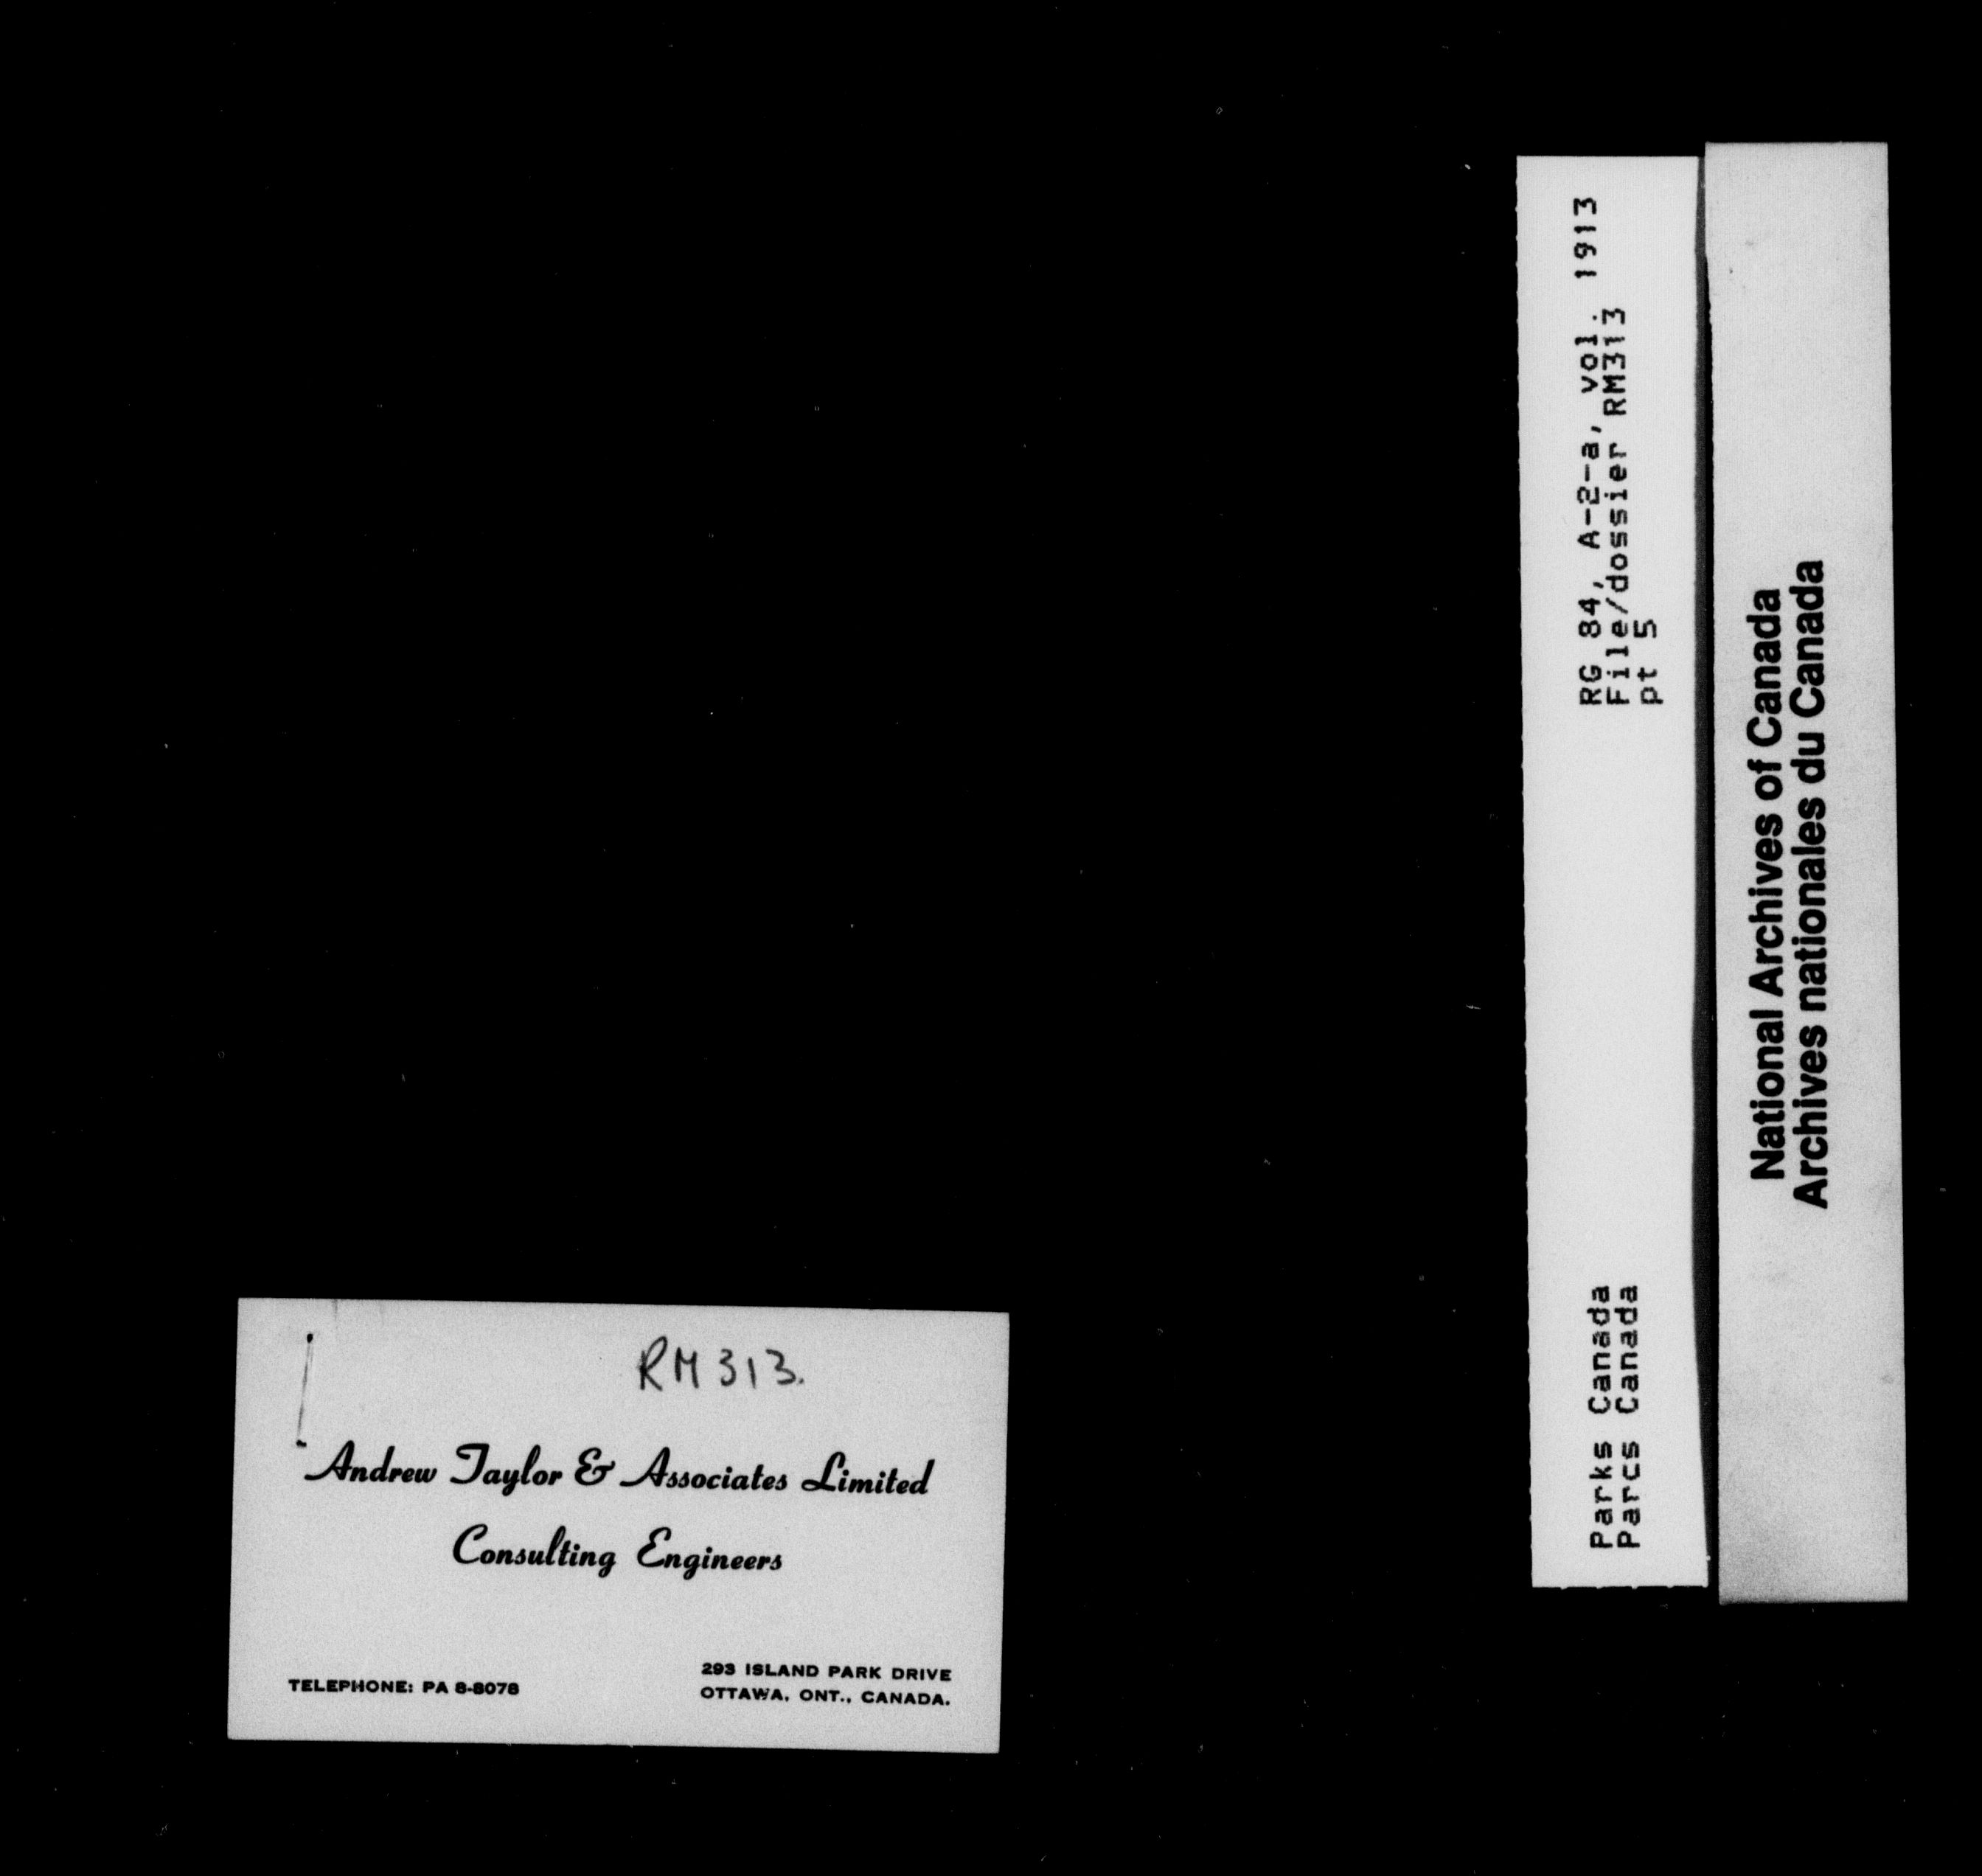 RM 313.
Andrew Taylor & Associates Limited
Consulting Engineers
TELEPHONE: PA 8-8078
293 ISLAND PARK DRIVE
OTTAWA, ONT., CANADA.
Parks Canada
Parcs Canada
RG 84, A-2-a, vol. 1913
File/dossier RM313
pt 5
National Archives of Canada
Archives nationales du Canada